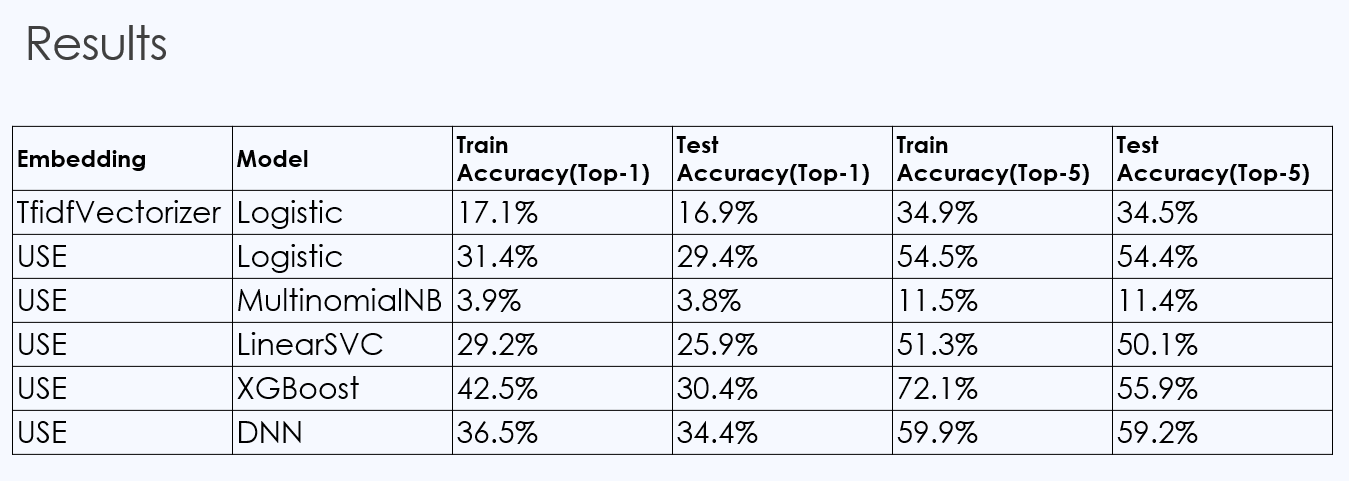 Results
Embedding Model Train Accuracy(Top-1) Test Accuracy(Top-1) Train Accuracy(Top-5) Test Accuracy(Top-5)
TfidfVectorizer Logistic 17.1% 16.9% 34.9% 34.5%
USE Logistic 31.4% 29.4% 54.5% 54.4%
USE MultinomialNB 3.9% 3.8% 11.5% 11.4%
USE LinearSVC 29.2% 25.9% 51.3% 50.1%
USE XGBoost 42.5% 30.4% 72.1% 55.9%
USE DNN 36.5% 34.4% 59.9% 59.2%